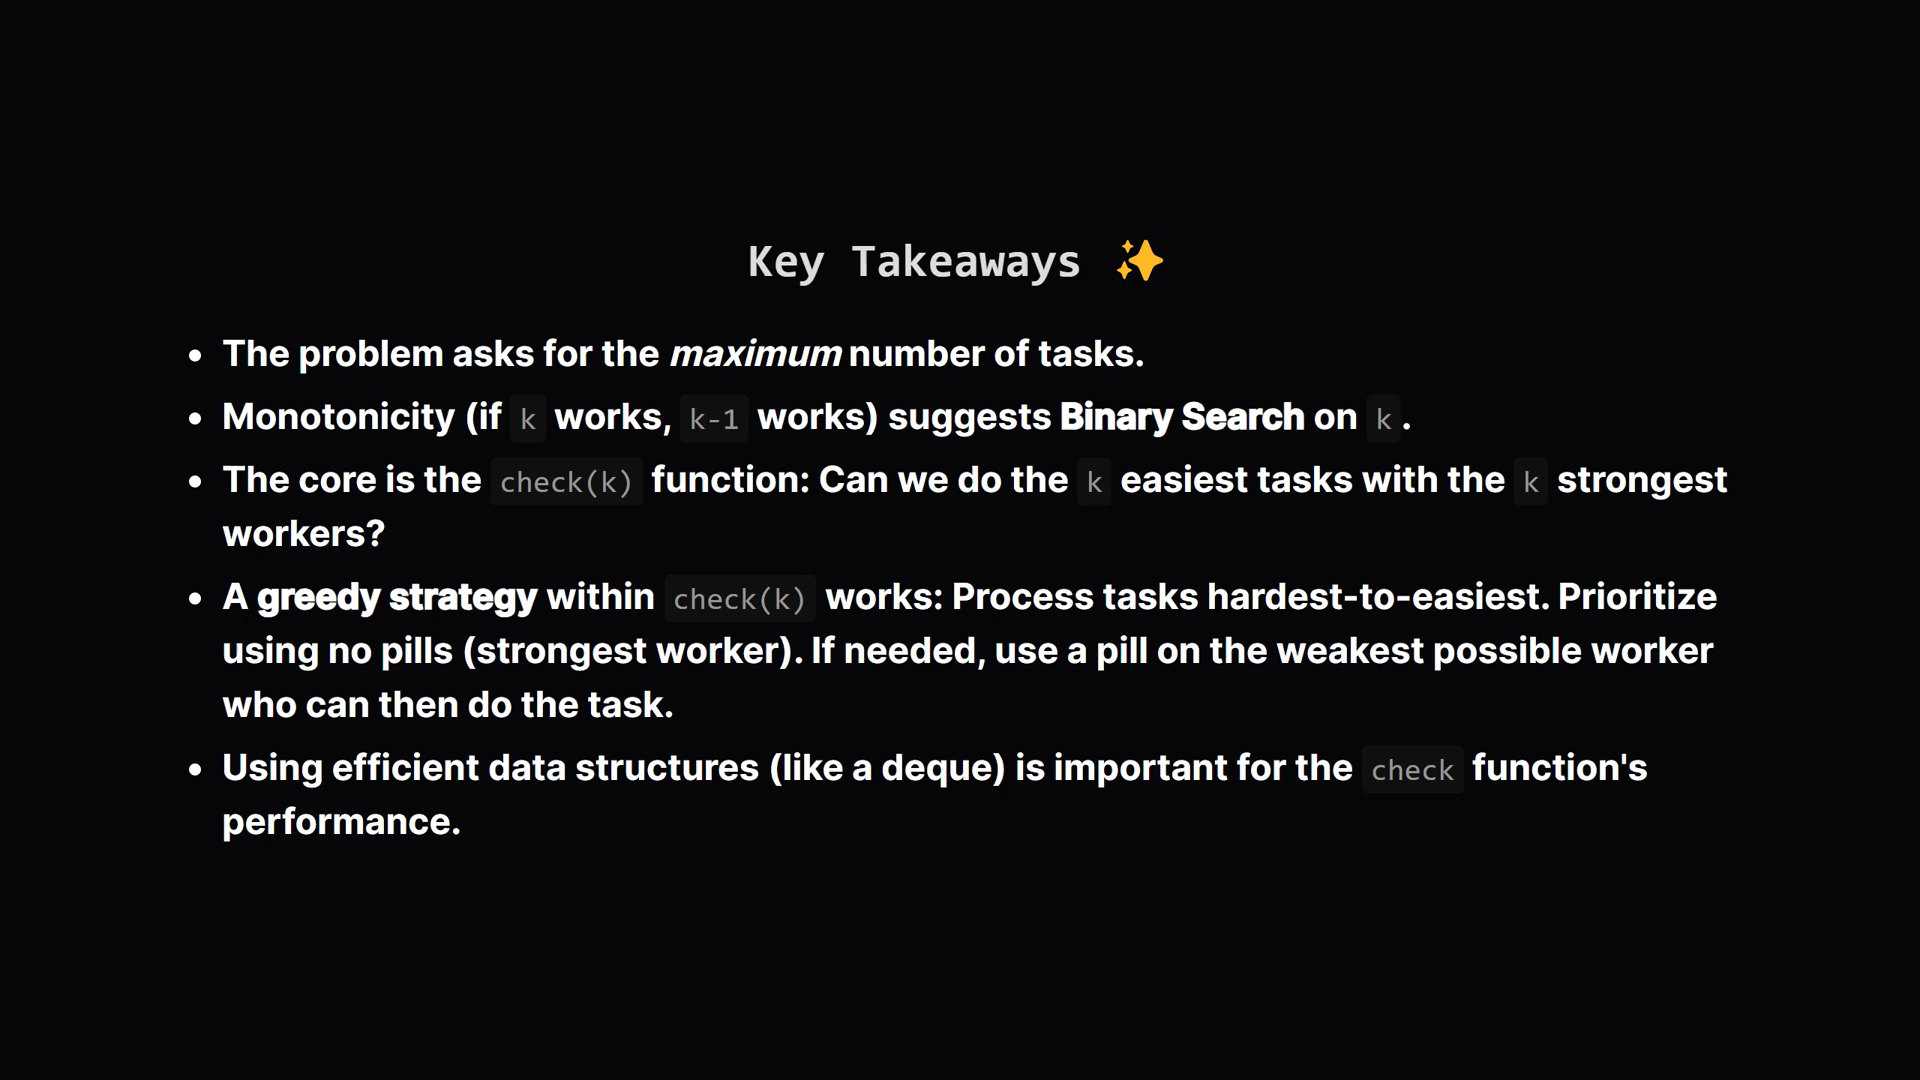 Key Takeaways ✨
• The problem asks for the maximum number of tasks.
• Monotonicity (if k works, k-1 works) suggests Binary Search on k.
• The core is the check(k) function: Can we do the k easiest tasks with the k strongest
workers?
• A greedy strategy within check(k) works: Process tasks hardest-to-easiest. Prioritize
using no pills (strongest worker). If needed, use a pill on the weakest possible worker
who can then do the task.
• Using efficient data structures (like a deque) is important for the check function's
performance.